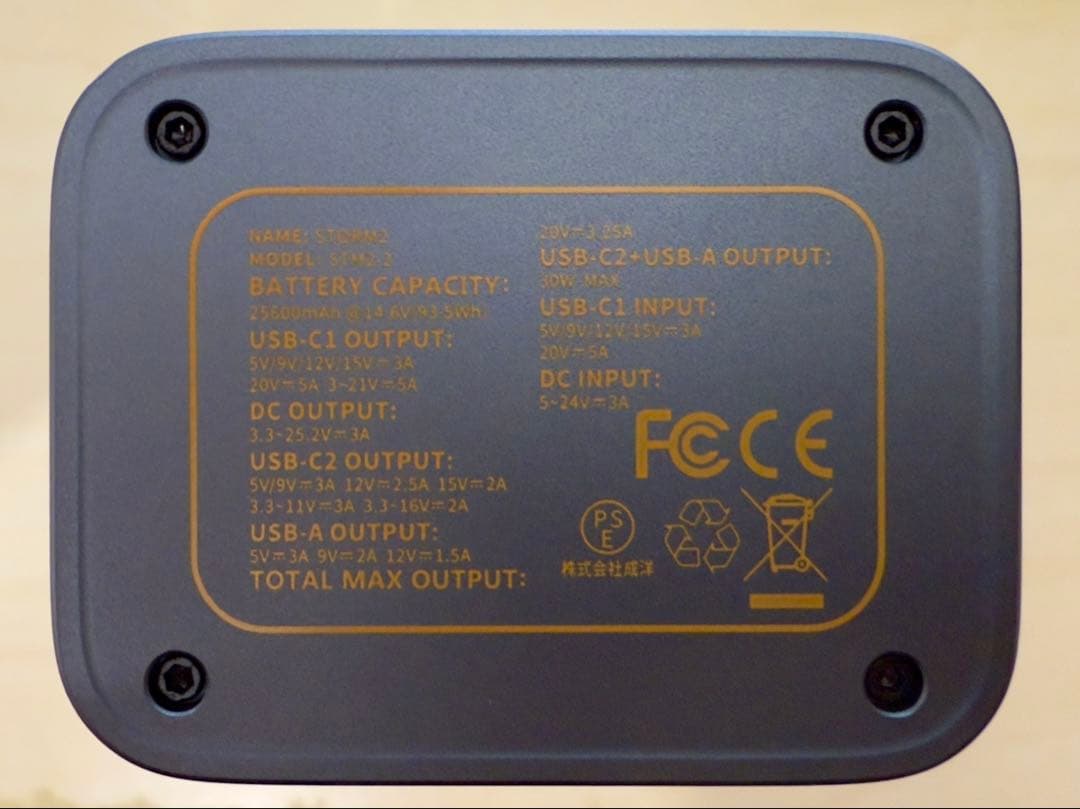 NAME: STORM2
MODEL: STM2.2
BATTERY CAPACITY:
25600mAh @14.6V/93.5Wh
USB-C1 OUTPUT:
5V/9V/12V/15V⎓3A
20V⎓5A 3~21V⎓5A
DC OUTPUT:
3.3~25.2V⎓3A
USB-C2 OUTPUT:
5V/9V⎓3A 12V⎓2.5A 15V⎓2A
3.3~11V⎓3A 3.3~16V⎓2A
USB-A OUTPUT:
5V⎓3A 9V⎓2A 12V⎓1.5A
TOTAL MAX OUTPUT:
20V⎓3.25A
USB-C2+USB-A OUTPUT:
30W MAX
USB-C1 INPUT:
5V/9V/12V/15V⎓3A
20V⎓5A
DC INPUT:
5~24V⎓3A
FC CE
PS
E
株式会社成洋